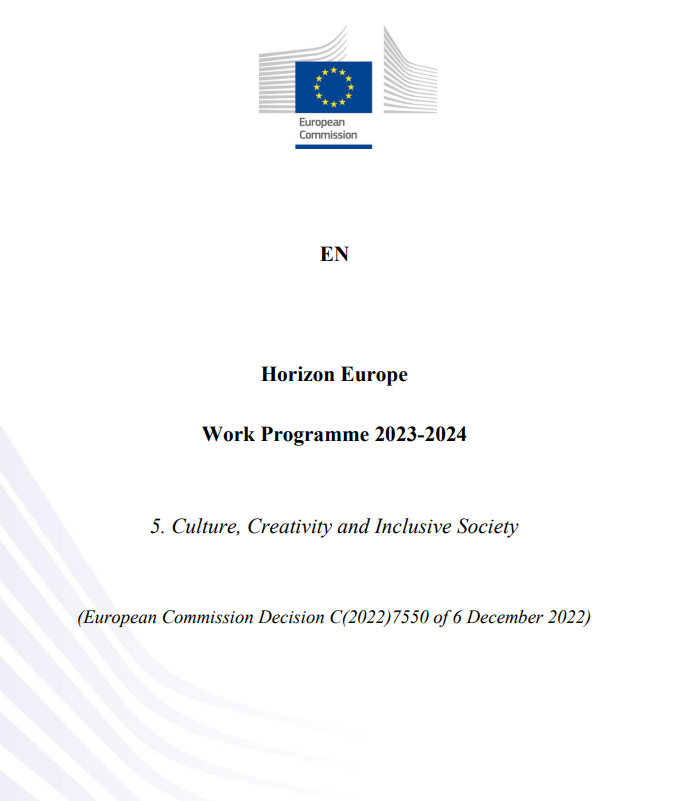 European
Commission
EN
Horizon Europe
Work Programme 2023-2024
5. Culture, Creativity and Inclusive Society
(European Commission Decision C(2022)7550 of 6 December 2022)